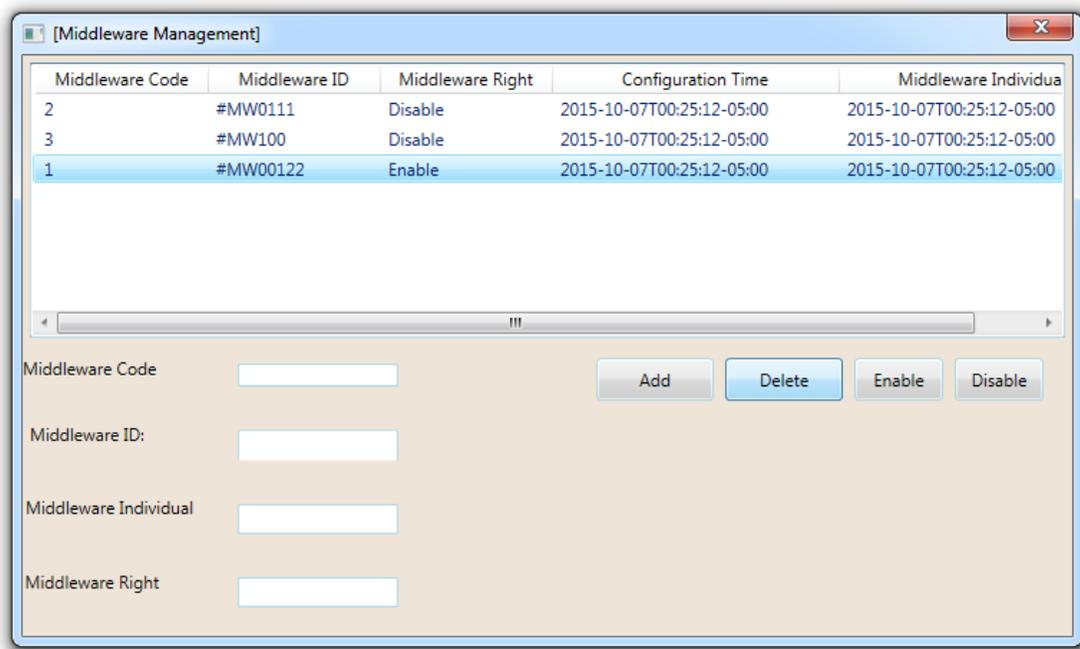 [Middleware Management]
Middleware Code Middleware ID Middleware Right Configuration Time Middleware Individua
2 #MW0111 Disable 2015-10-07T00:25:12-05:00 2015-10-07T00:25:12-05:00
3 #MW100 Disable 2015-10-07T00:25:12-05:00 2015-10-07T00:25:12-05:00
1 #MW00122 Enable 2015-10-07T00:25:12-05:00 2015-10-07T00:25:12-05:00
Middleware Code
Add Delete Enable Disable
Middleware ID:
Middleware Individual
Middleware Right